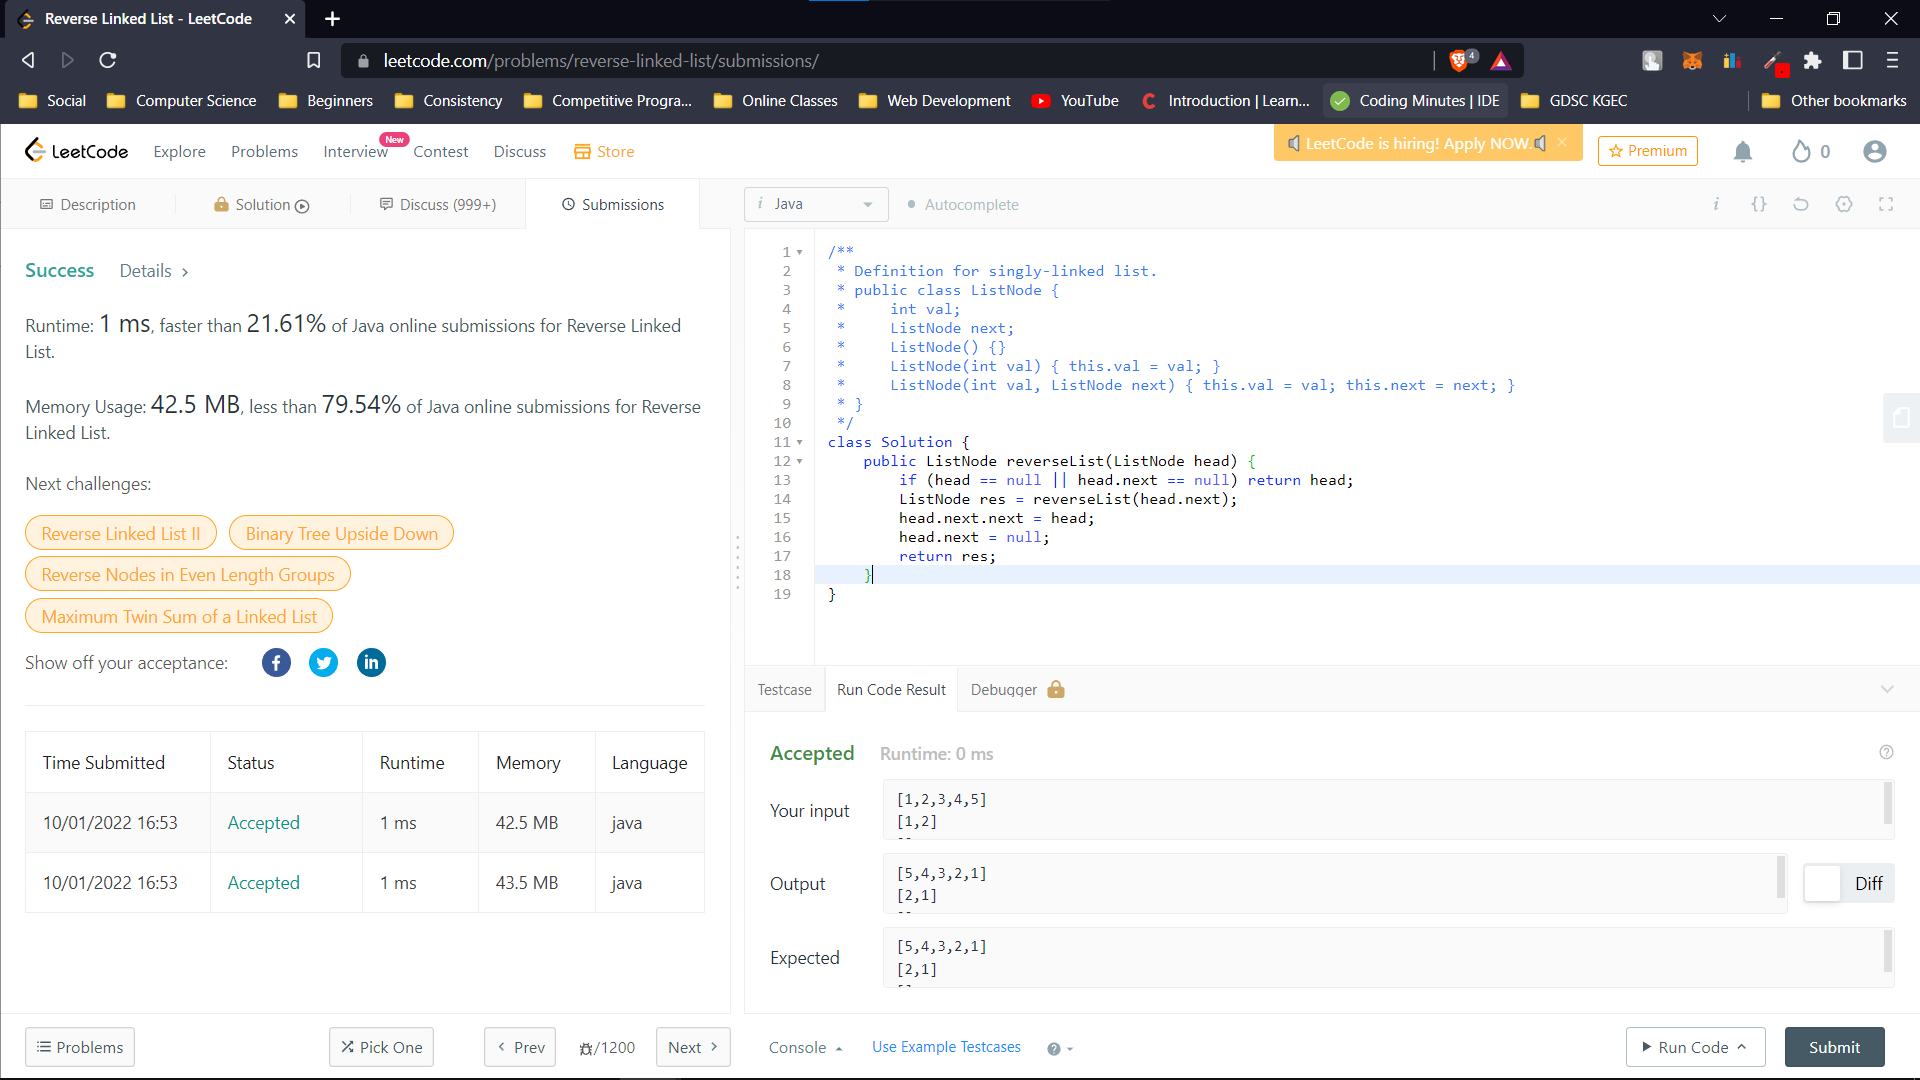 Reverse Linked List - LeetCode
leetcode.com/problems/reverse-linked-list/submissions/
4
Social
Computer Science
Beginners
Consistency
Competitive Progra...
Online Classes
Web Development
YouTube
Introduction | Learn...
Coding Minutes | IDE
GDSC KGEC
Other bookmarks
LeetCode
Explore
Problems
Interview
New
Contest
Discuss
Store
LeetCode is hiring! Apply NOW.
Premium
0
Description
Solution
Discuss (999+)
Submissions
Success
Details >
Runtime: 1 ms, faster than 21.61% of Java online submissions for Reverse Linked
List.
Memory Usage: 42.5 MB, less than 79.54% of Java online submissions for Reverse
Linked List.
Next challenges:
Reverse Linked List II
Binary Tree Upside Down
Reverse Nodes in Even Length Groups
Maximum Twin Sum of a Linked List
Show off your acceptance:
Time Submitted Status Runtime Memory Language
10/01/2022 16:53 Accepted 1 ms 42.5 MB java
10/01/2022 16:53 Accepted 1 ms 43.5 MB java
Problems
Pick One
< Prev
/1200
Next >
i Java
Autocomplete
i {}
1 /**
2 * Definition for singly-linked list.
3 * public class ListNode {
4 * int val;
5 * ListNode next;
6 * ListNode() {}
7 * ListNode(int val) { this.val = val; }
8 * ListNode(int val, ListNode next) { this.val = val; this.next = next; }
9 * }
10 */
11 class Solution {
12 public ListNode reverseList(ListNode head) {
13 if (head == null || head.next == null) return head;
14 ListNode res = reverseList(head.next);
15 head.next.next = head;
16 head.next = null;
17 return res;
18 }
19 }
Testcase
Run Code Result
Debugger
Accepted
Runtime: 0 ms
Your input
[1,2,3,4,5]
[1,2]
Output
[5,4,3,2,1]
[2,1]
Diff
Expected
[5,4,3,2,1]
[2,1]
Console
Use Example Testcases
Run Code
Submit